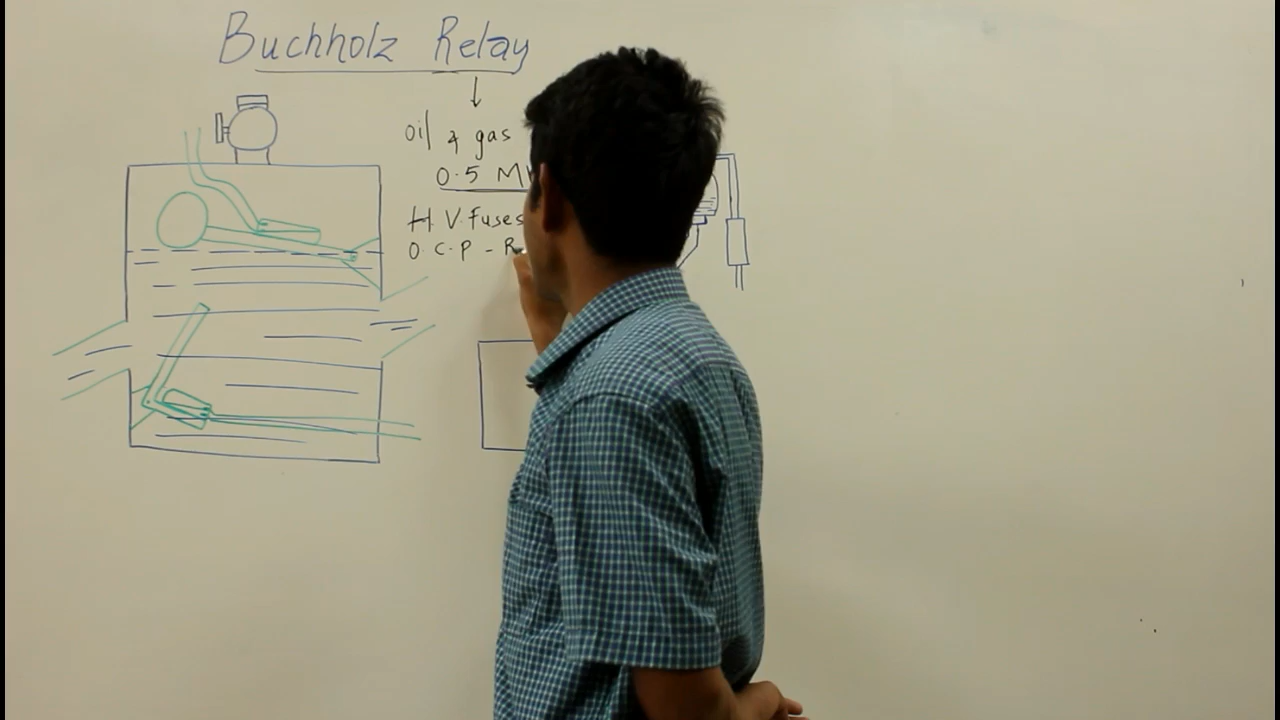 Buchholz Relay
Oil & gas
0.5 M
H.V. Fuses
O.C.P - R